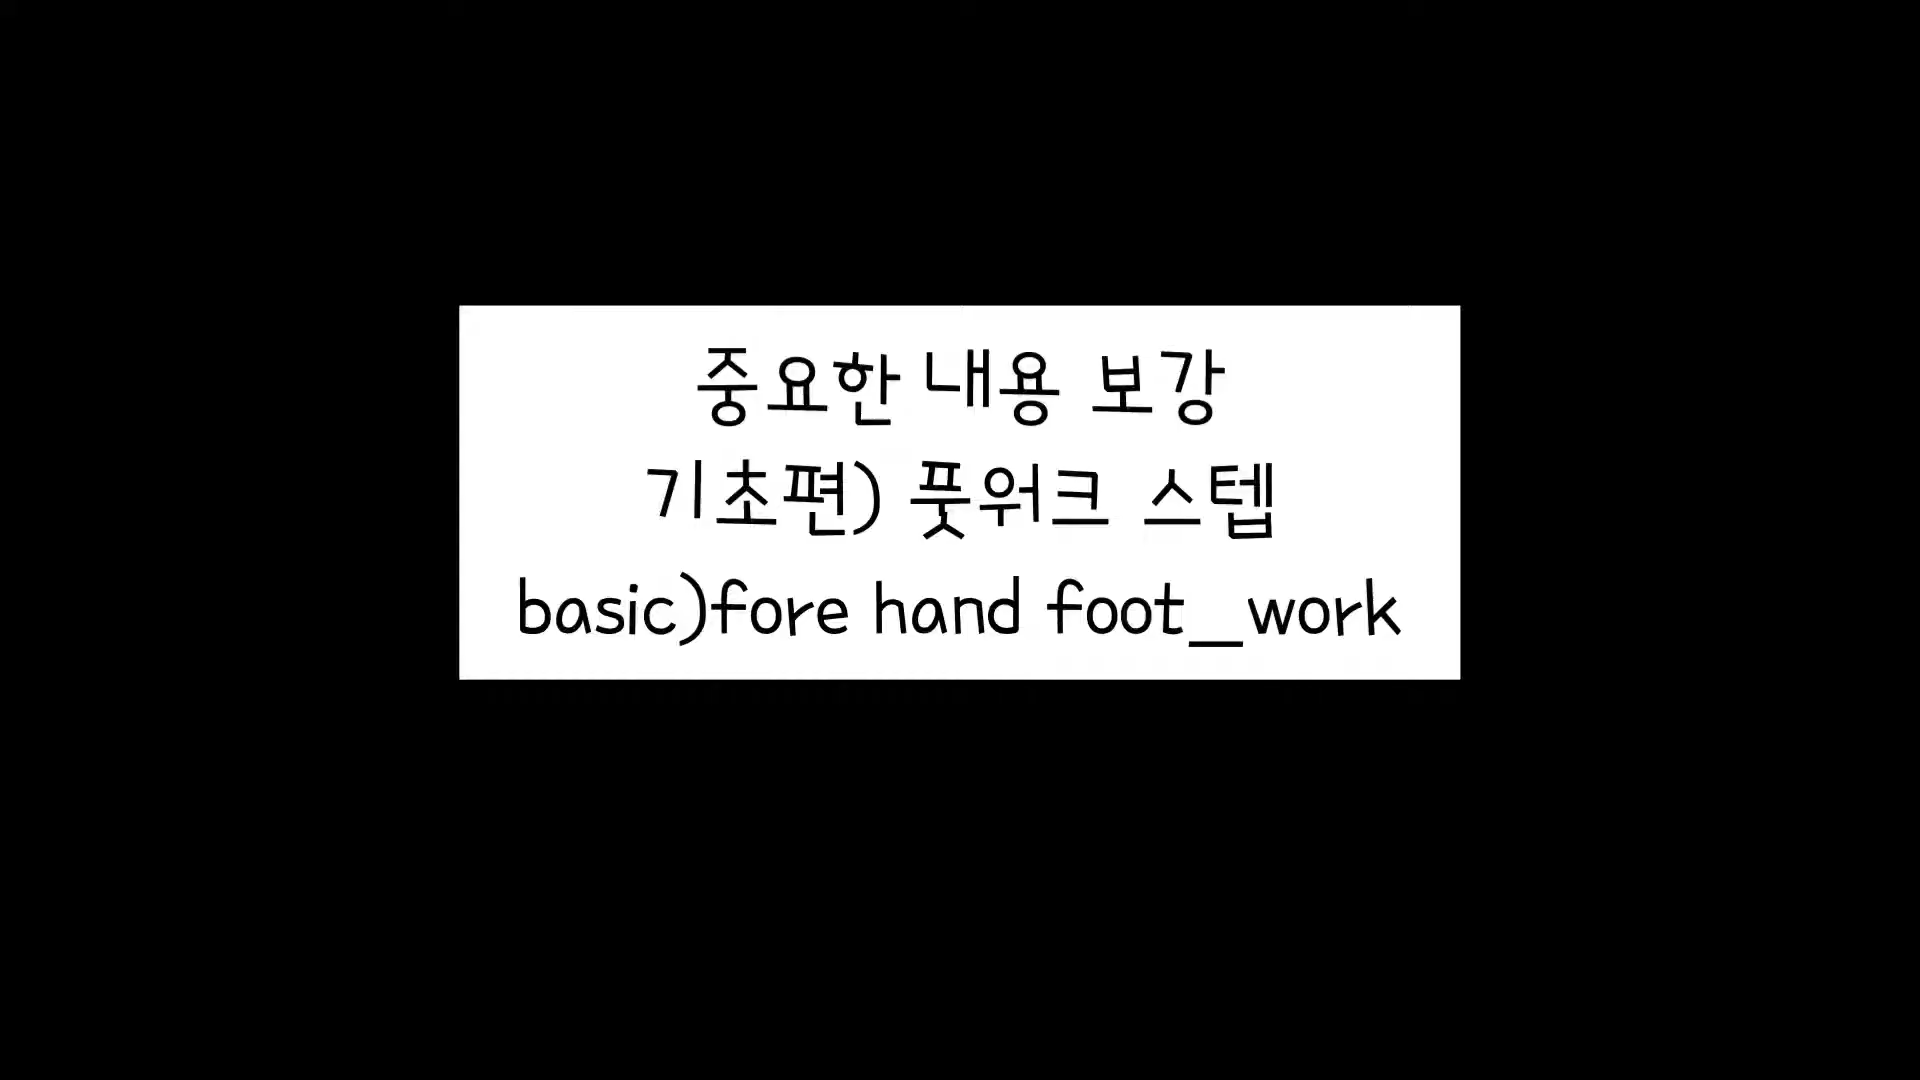 중요한 내용 보강
기초편) 풋워크 스텝
basic)fore hand foot_work